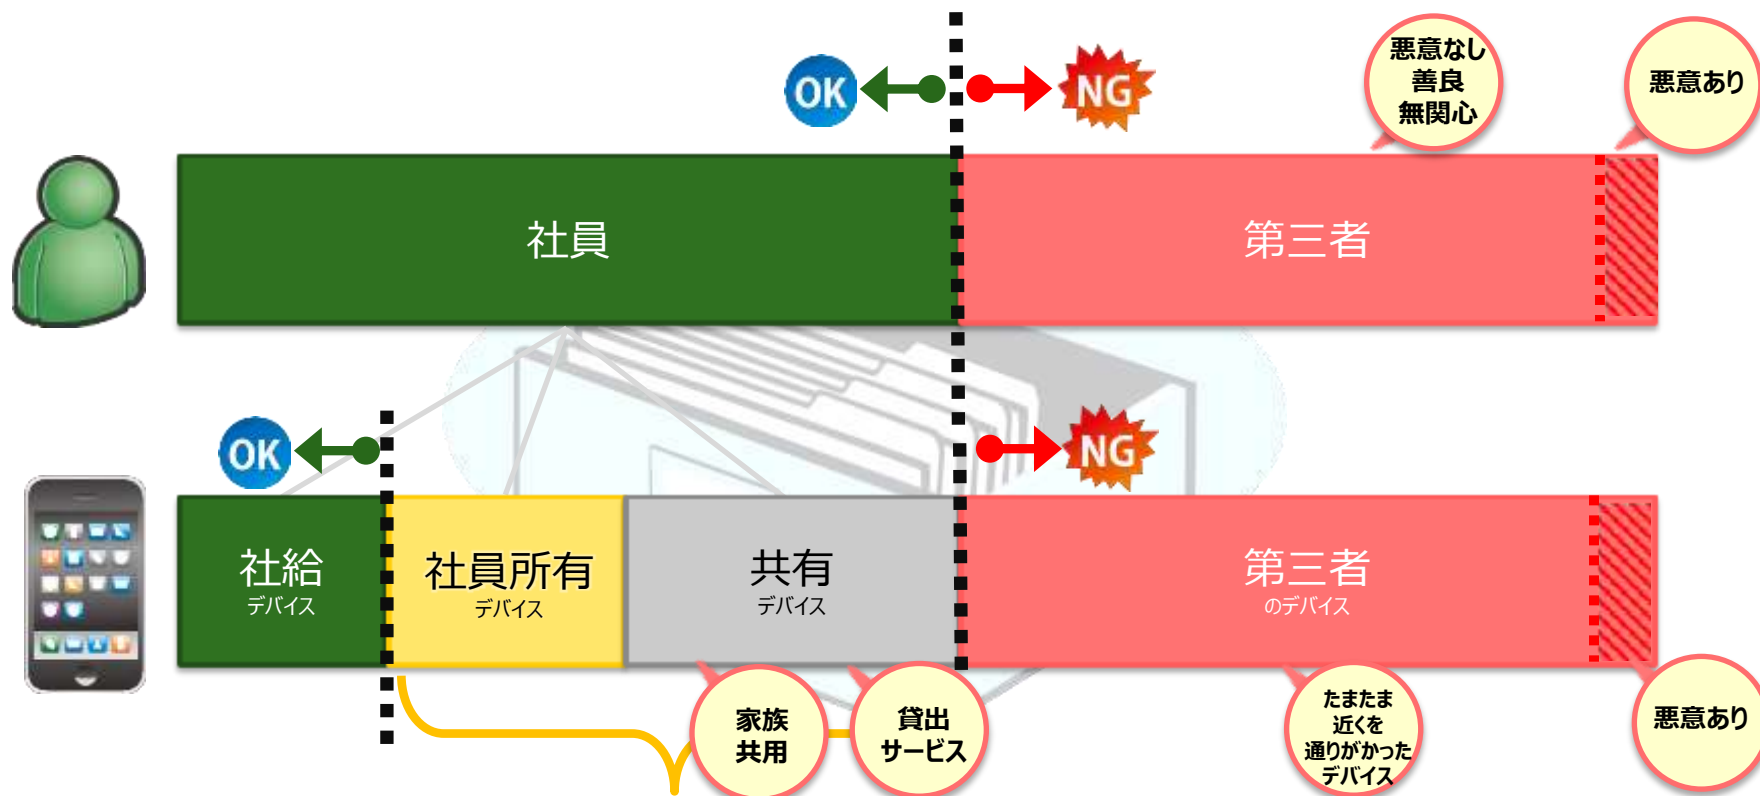 悪意なし
善良
無関心
悪意あり
OK
NG
社員
第三者
OK
NG
社給
デバイス
社員所有
デバイス
共有
デバイス
第三者
のデバイス
家族
共用
貸出
サービス
たまたま
近くを
通りがかった
デバイス
悪意あり